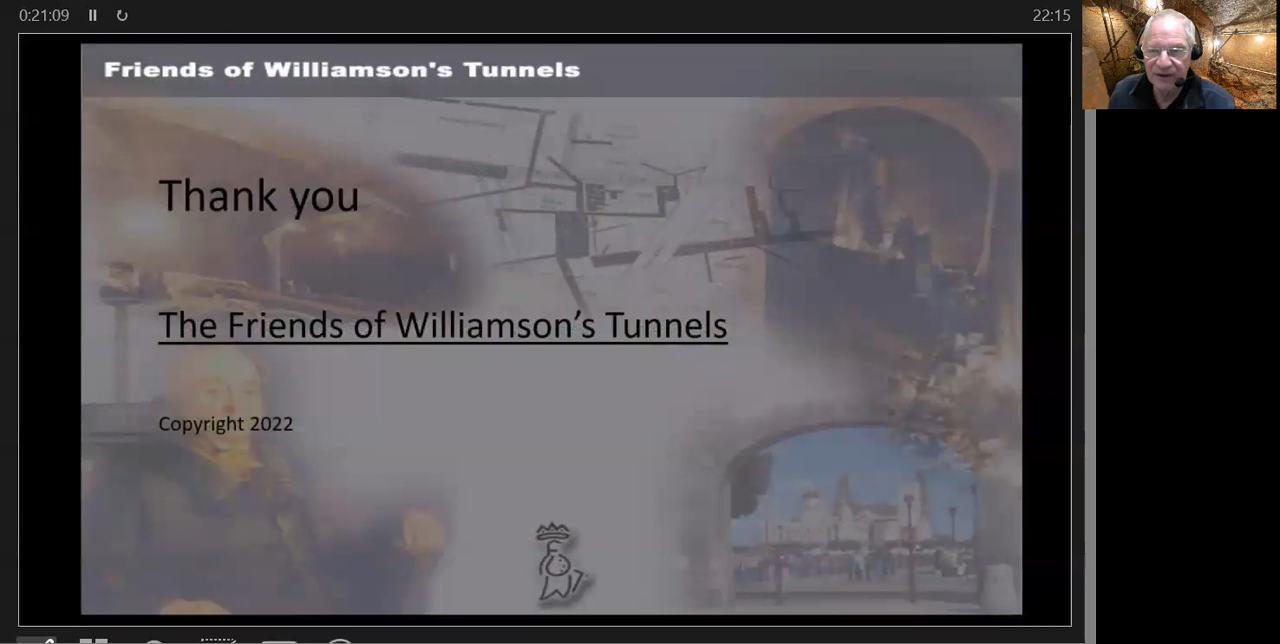 0:21:09
22:15
Friends of Williamson's Tunnels
Thank you
The Friends of Williamson’s Tunnels
Copyright 2022